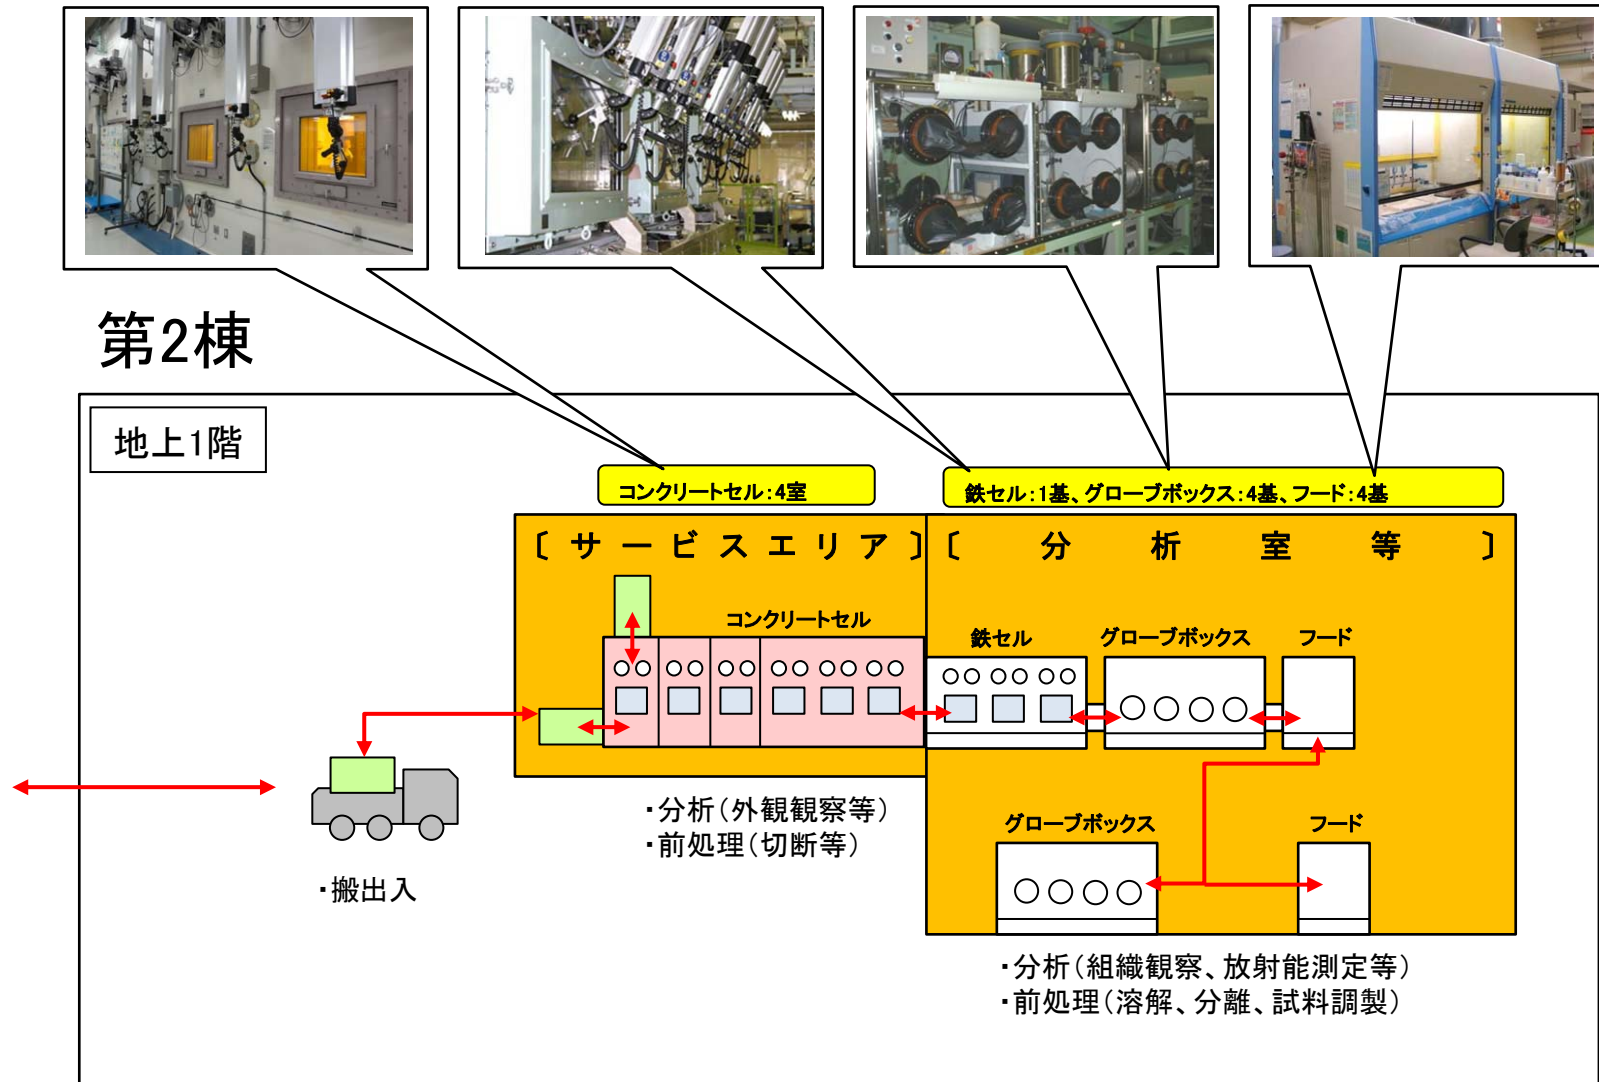 第2棟
地上1階
コンクリートセル：4室
鉄セル：1基、グローブボックス：4基、フード：4基
〔サービスエリア〕
〔分析室等〕
コンクリートセル
鉄セル
グローブボックス
フード
・分析（外観観察等）
・前処理（切断等）
グローブボックス
フード
・搬出入
・分析（組織観察、放射能測定等）
・前処理（溶解、分離、試料調製）